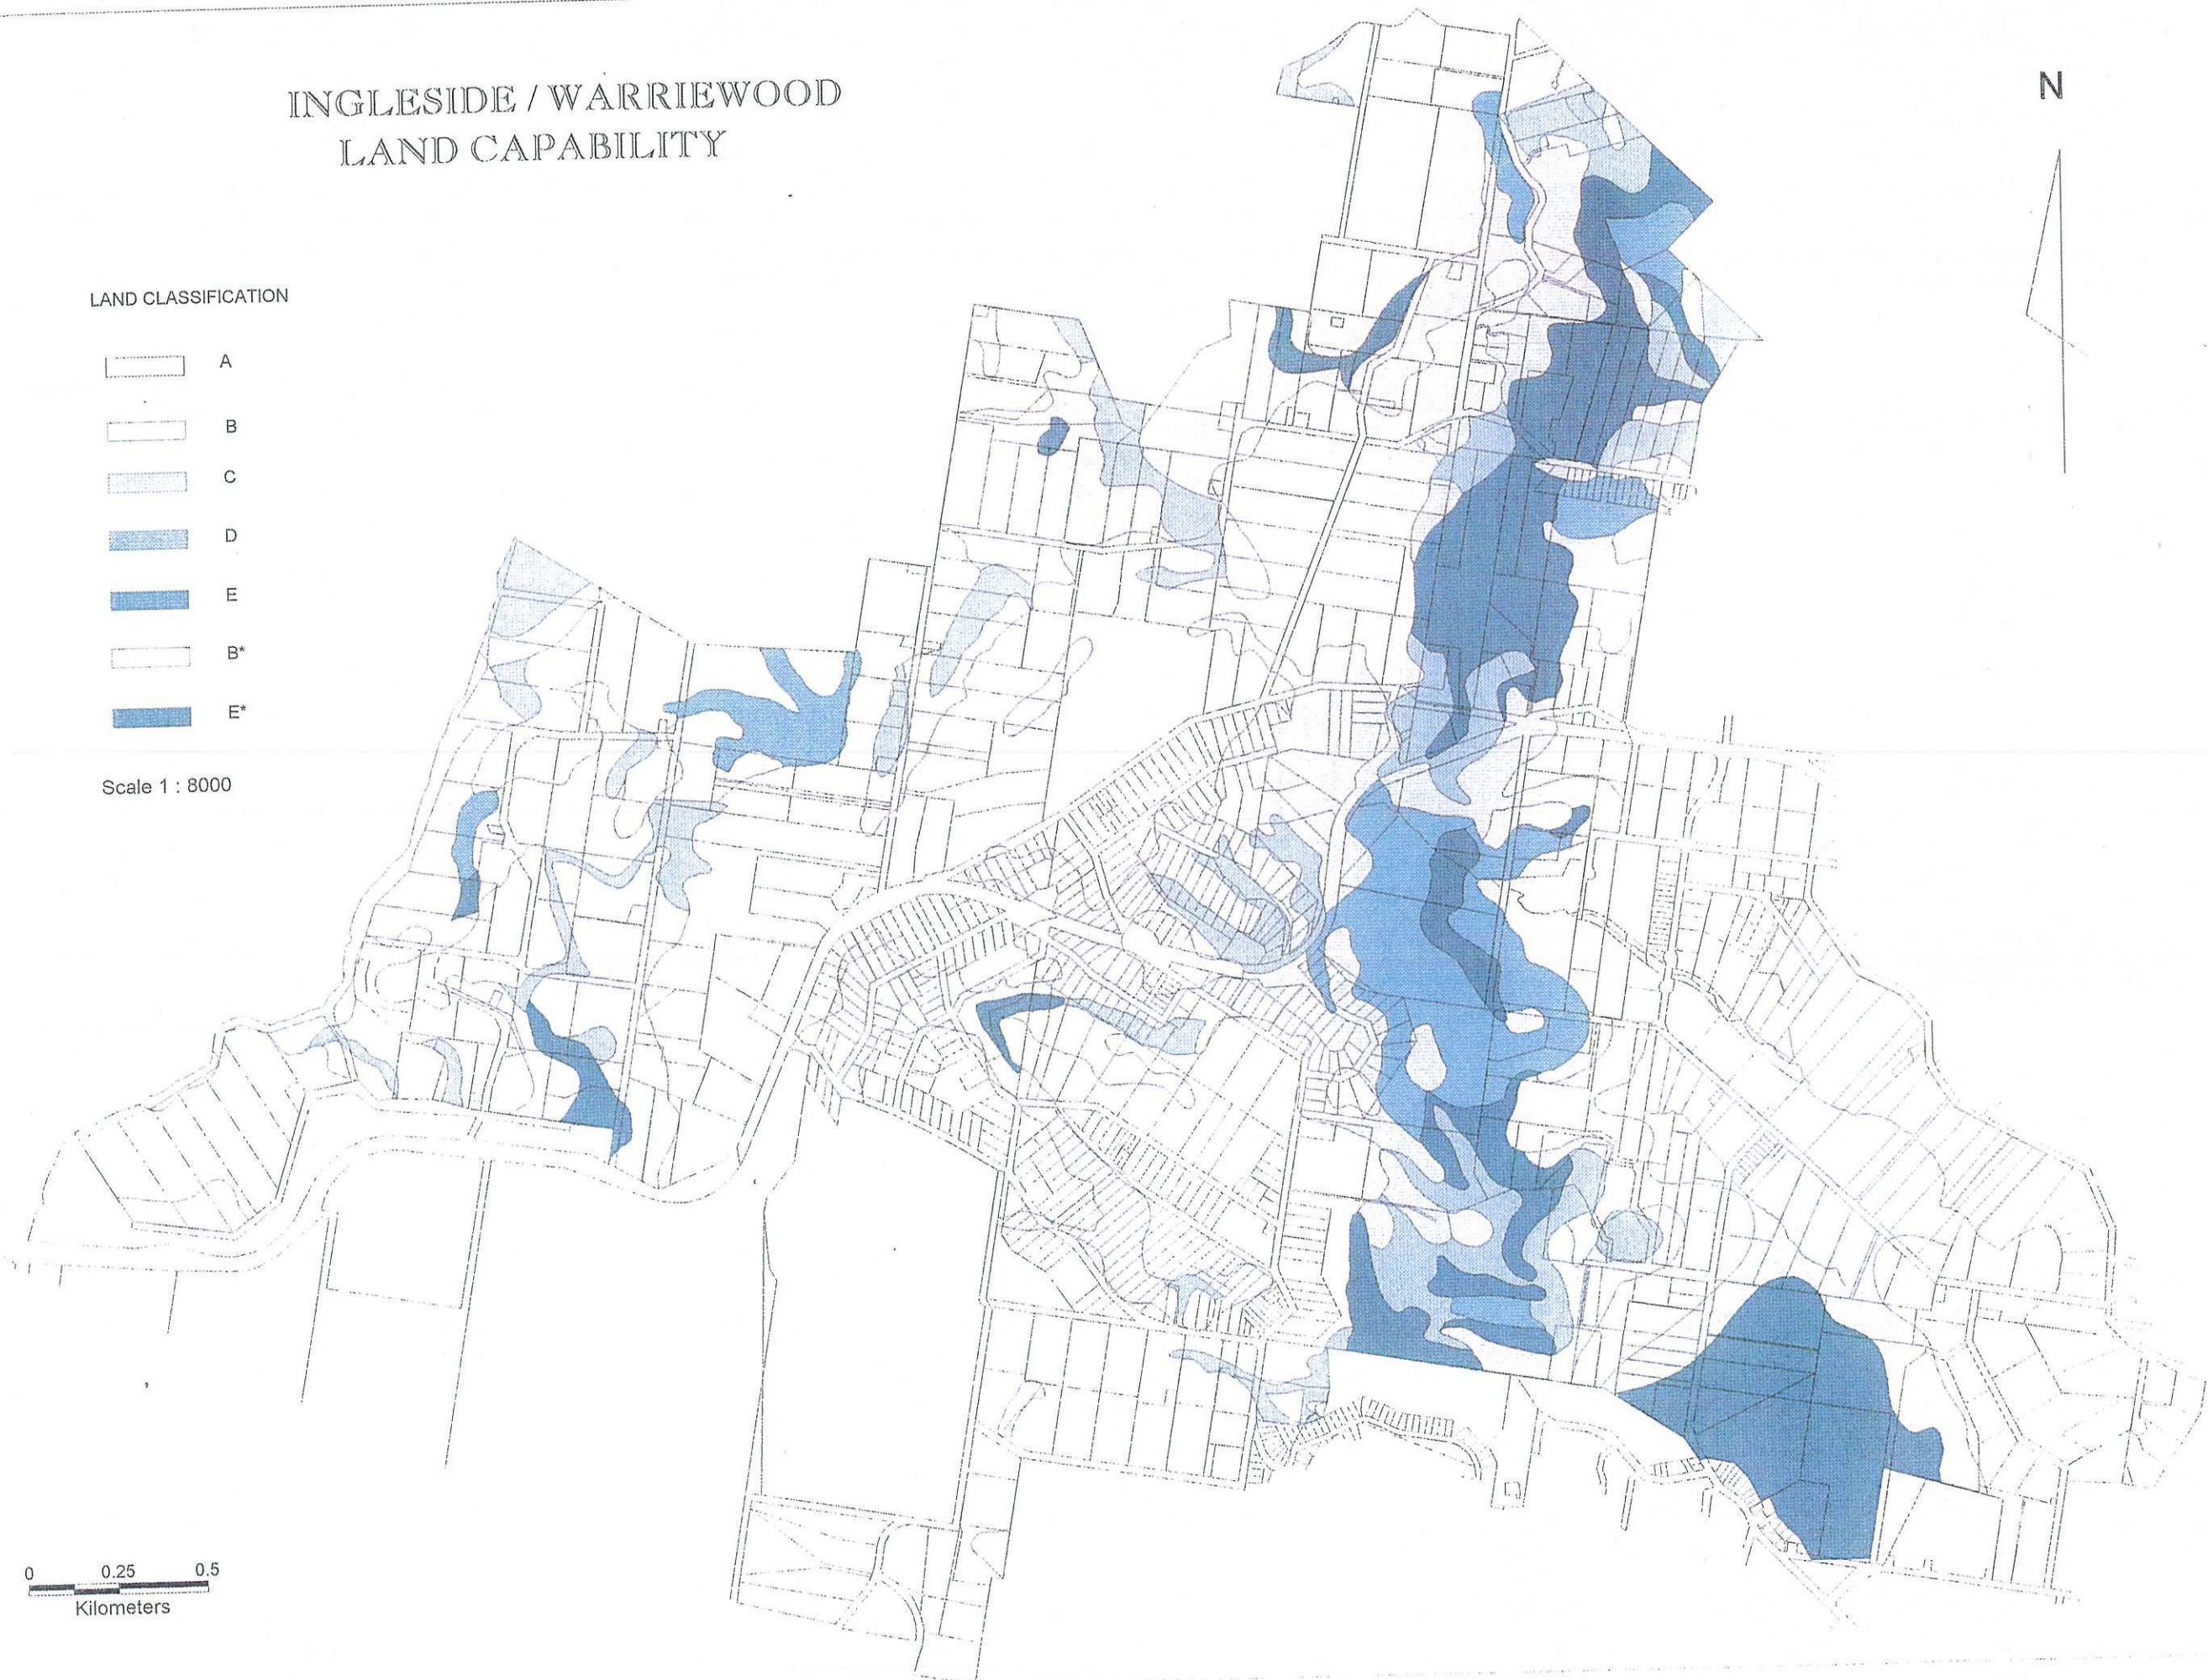 INGLESIDE / WARRIEWOOD
LAND CAPABILITY
N
LAND CLASSIFICATION
A
B
C
D
E
B*
E*
Scale 1 : 8000
0 0.25 0.5
Kilometers